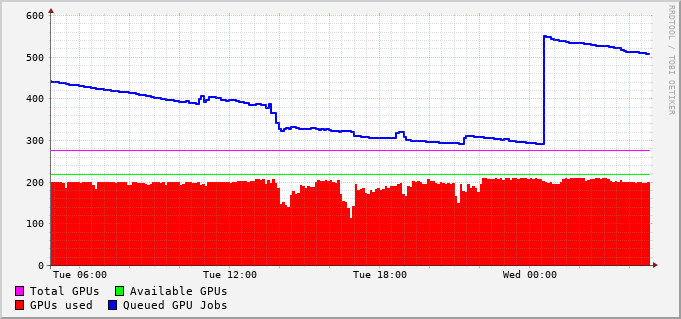 600
500
400
300
200
100
0
Tue 06:00 Tue 12:00 Tue 18:00 Wed 00:00
Total GPUs Available GPUs
GPUs used Queued GPU Jobs
RRDTOOL / TOBI OETIKER